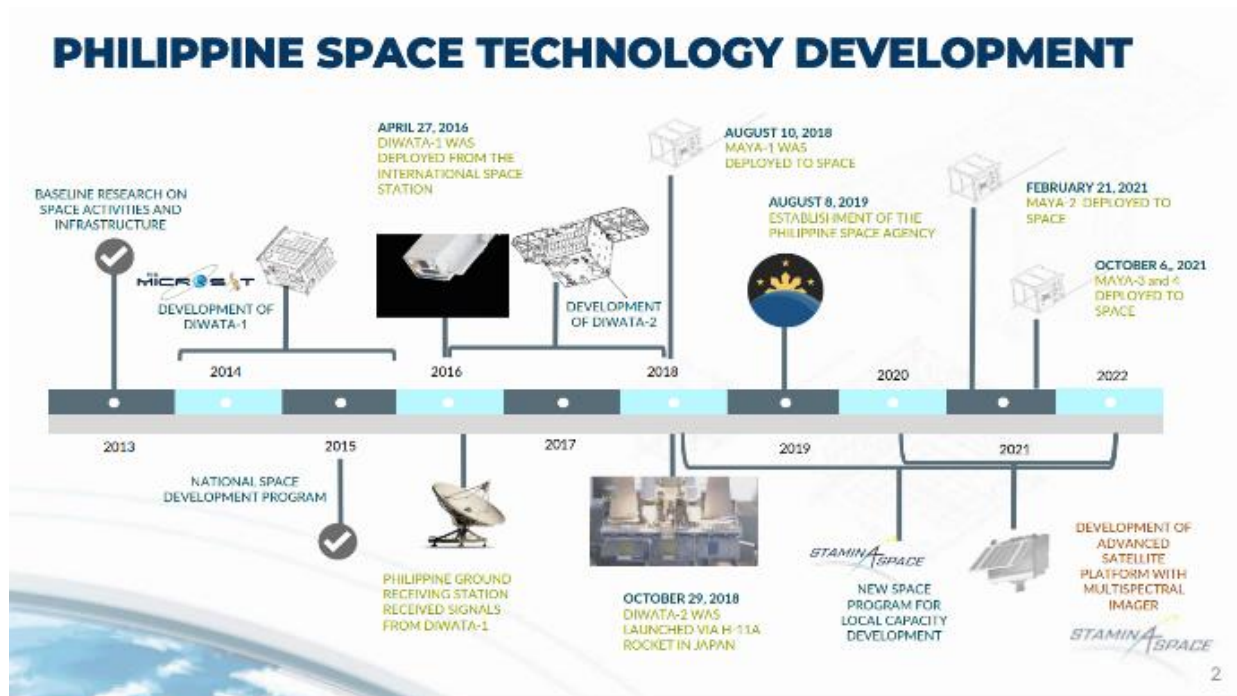 PHILIPPINE SPACE TECHNOLOGY DEVELOPMENT
BASELINE RESEARCH ON
SPACE ACTIVITIES AND
INFRASTRUCTURE
MICROSAT
DEVELOPMENT OF
DIWATA-1
APRIL 27, 2016
DIWATA-1 WAS
DEPLOYED FROM THE
INTERNATIONAL SPACE
STATION
DEVELOPMENT
OF DIWATA-2
AUGUST 10, 2018
MAYA-1 WAS
DEPLOYED TO SPACE
AUGUST 8, 2019
ESTABLISHMENT OF THE
PHILIPPINE SPACE AGENCY
FEBRUARY 21, 2021
MAYA-2 DEPLOYED TO
SPACE
OCTOBER 6,, 2021
MAYA-3 and 4
DEPLOYED TO
SPACE
2014
2016
2018
2020
2022
2013
2015
2017
2019
2021
NATIONAL SPACE
DEVELOPMENT PROGRAM
PHILIPPINE GROUND
RECEIVING STATION
RECEIVED SIGNALS
FROM DIWATA-1
OCTOBER 29, 2018
DIWATA-2 WAS
LAUNCHED VIA H-11A
ROCKET IN JAPAN
STAMINA4SPACE
NEW SPACE
PROGRAM FOR
LOCAL CAPACITY
DEVELOPMENT
DEVELOPMENT OF
ADVANCED
SATELLITE
PLATFORM WITH
MULTISPECTRAL
IMAGER
STAMINA4SPACE
2